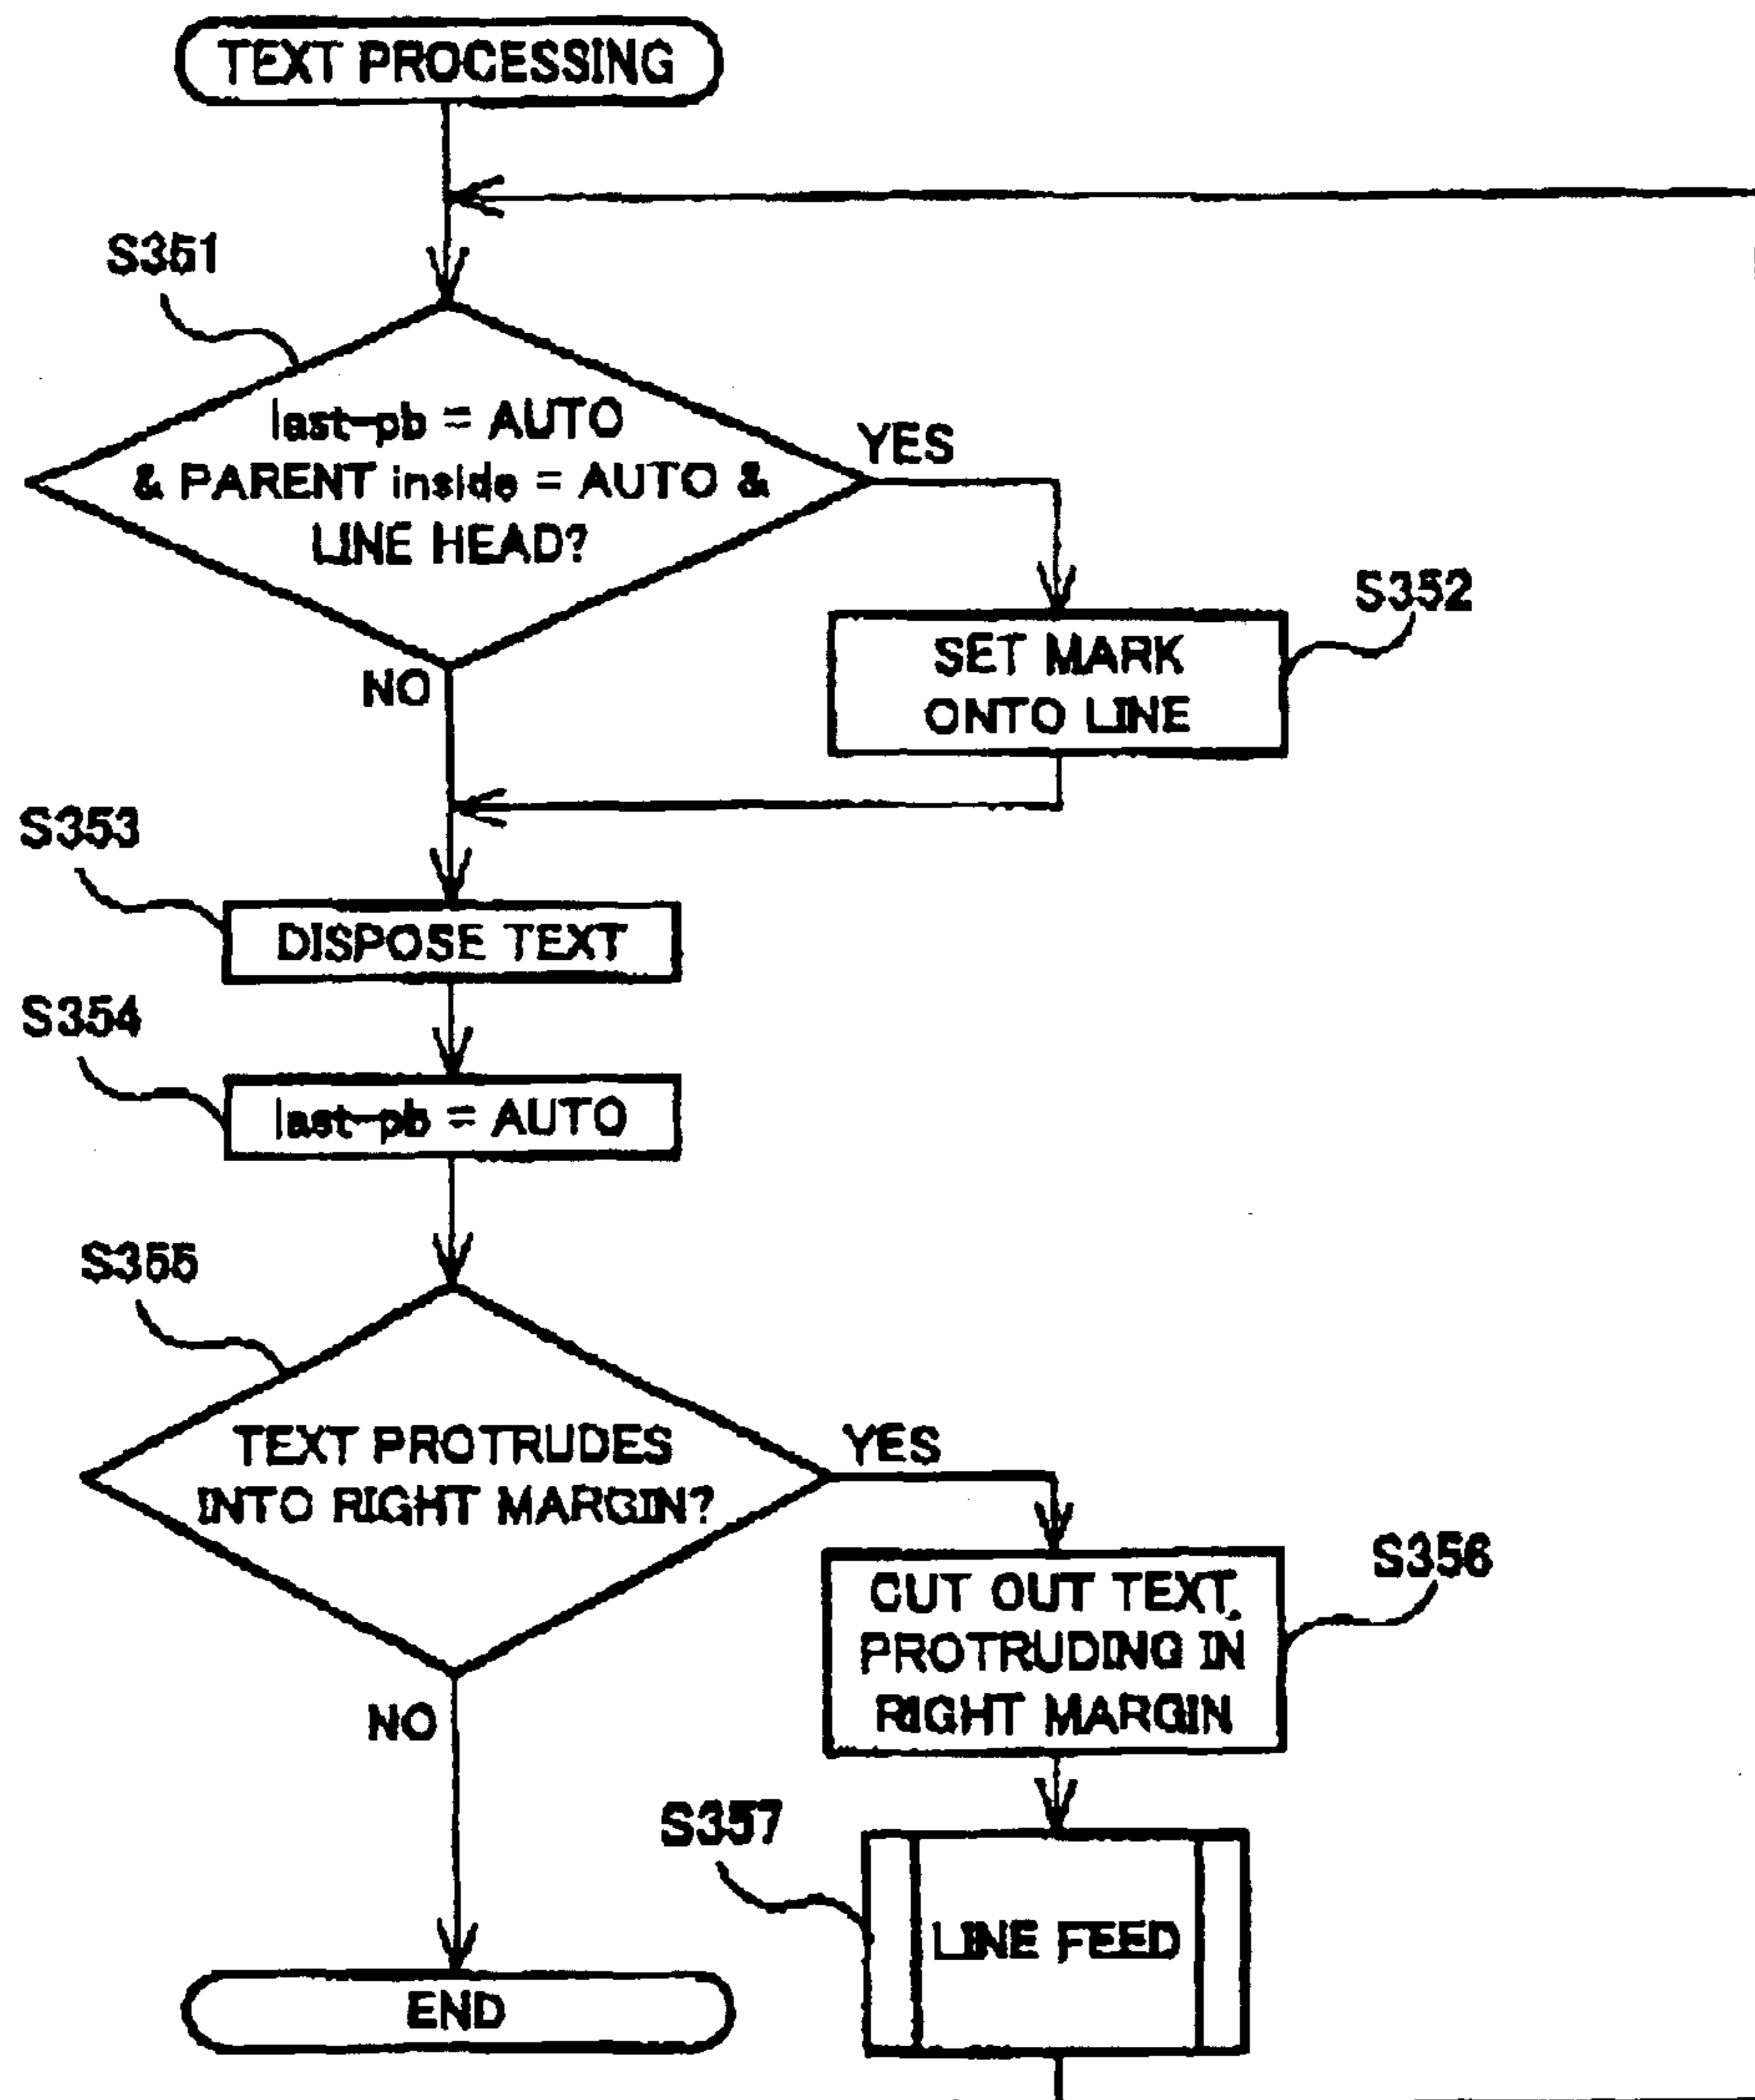 TEXT PROCESSING
S351
last-pb = AUTO
& PARENT inside = AUTO &
LINE HEAD?
YES
NO
S352
SET MARK
ONTO LINE
S353
DISPOSE TEXT
S354
last-pb = AUTO
S355
TEXT PROTRUDES
INTO RIGHT MARGIN?
YES
NO
S356
CUT OUT TEXT
PROTRUDING IN
RIGHT MARGIN
S357
LINE FEED
END